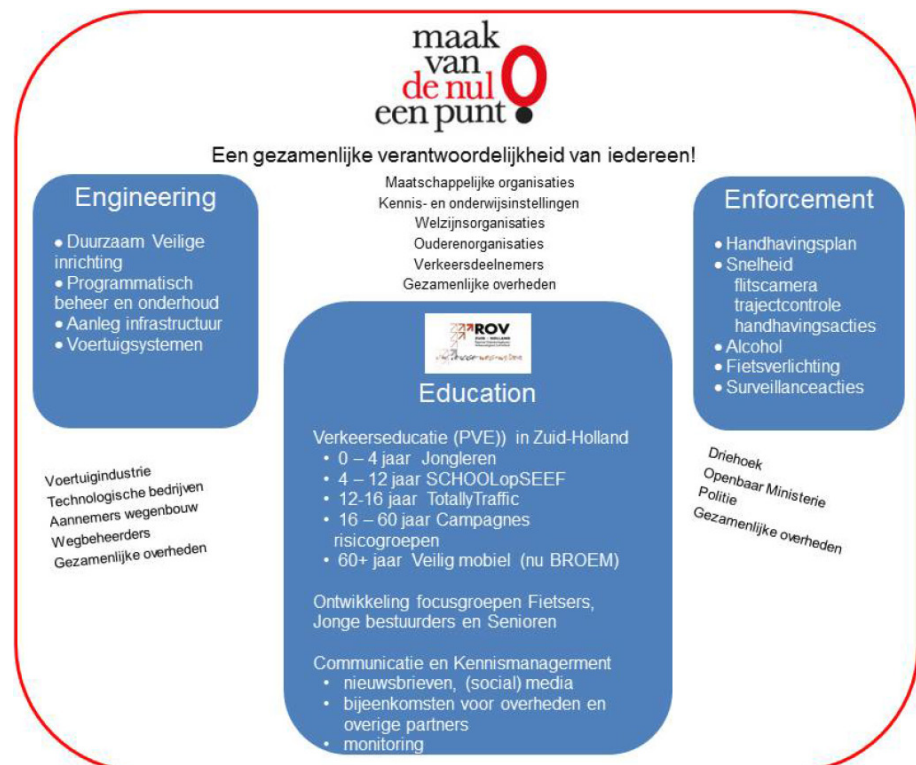 maak
van
de nul
een punt
Een gezamenlijke verantwoordelijkheid van iedereen!
Maatschappelijke organisaties
Kennis- en onderwijsinstellingen
Welzijnsorganisaties
Ouderenorganisaties
Verkeersdeelnemers
Gezamenlijke overheden
Engineering
• Duurzaam Veilige
inrichting
• Programmatisch
beheer en onderhoud
• Aanleg infrastructuur
• Voertuigsystemen
Voertuigindustrie
Technologische bedrijven
Aannemers wegenbouw
Wegbeheerders
Gezamenlijke overheden
ROV
ZUID - HOLLAND
Education
Verkeerseducatie (PVE)) in Zuid-Holland
• 0 – 4 jaar Jongleren
• 4 – 12 jaar SCHOOLopSEEF
• 12-16 jaar TotallyTraffic
• 16 – 60 jaar Campagnes
risicogroepen
• 60+ jaar Veilig mobiel (nu BROEM)
Ontwikkeling focusgroepen Fietsers,
Jonge bestuurders en Senioren
Communicatie en Kennismanagerment
• nieuwsbrieven, (social) media
• bijeenkomsten voor overheden en
overige partners
• monitoring
Enforcement
• Handhavingsplan
• Snelheid
flitscamera
trajectcontrole
handhavingsacties
• Alcohol
• Fietsverlichting
• Surveillanceacties
Driehoek
Openbaar Ministerie
Politie
Gezamenlijke overheden